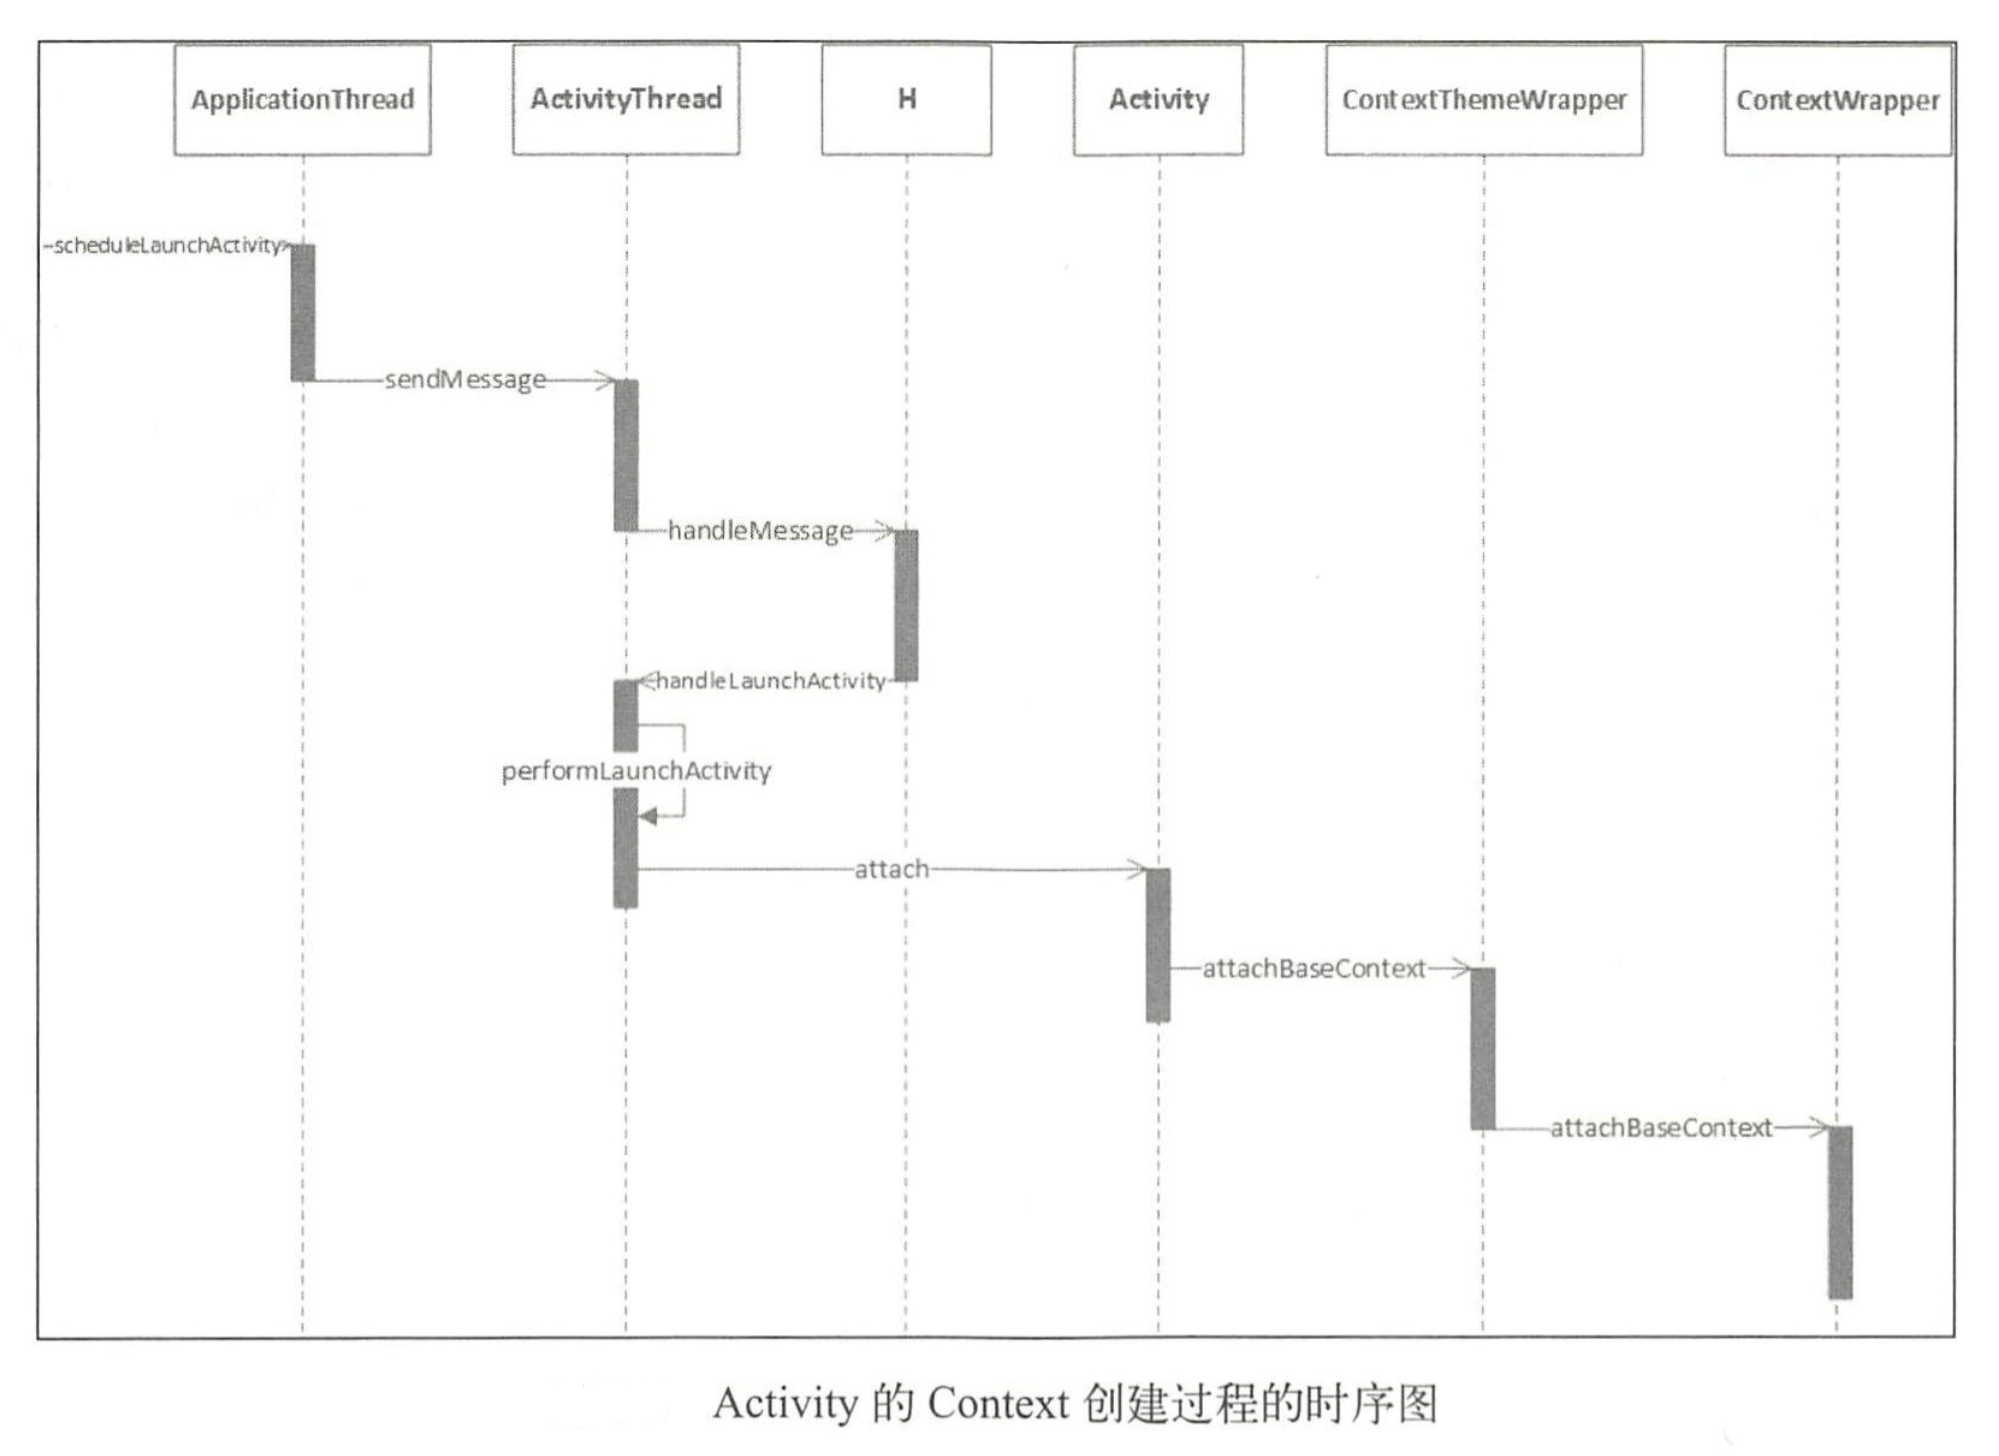 ApplicationThread ActivityThread H Activity ContextThemeWrapper ContextWrapper
scheduleLaunchActivity
sendMessage
handleMessage
handleLaunchActivity
performLaunchActivity
attach
attachBaseContext
attachBaseContext
Activity 的 Context 创建过程的时序图